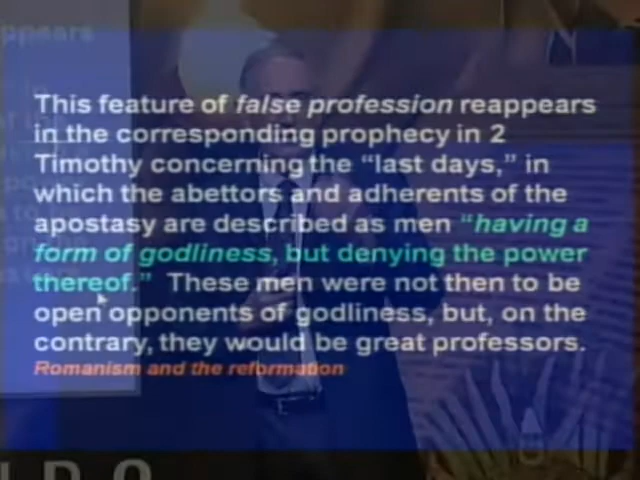 ppears
This feature of false profession reappears
in the corresponding prophecy in 2
Timothy concerning the “last days,” in
which the abettors and adherents of the
apostasy are described as men “having a
form of godliness, but denying the power
thereof.” These men were not then to be
open opponents of godliness, but, on the
contrary, they would be great professors.
Romanism and the reformation